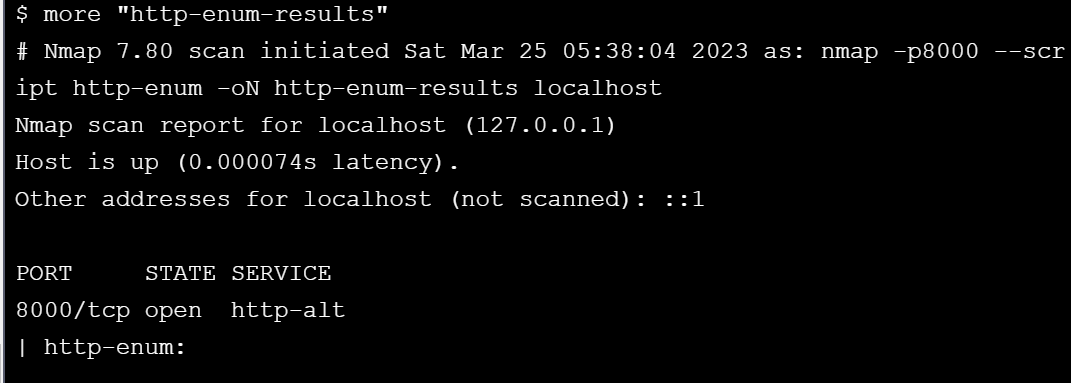 $ more "http-enum-results"
# Nmap 7.80 scan initiated Sat Mar 25 05:38:04 2023 as: nmap -p8000 --scr
ipt http-enum -oN http-enum-results localhost
Nmap scan report for localhost (127.0.0.1)
Host is up (0.000074s latency).
Other addresses for localhost (not scanned): ::1
PORT     STATE SERVICE
8000/tcp open  http-alt
| http-enum: